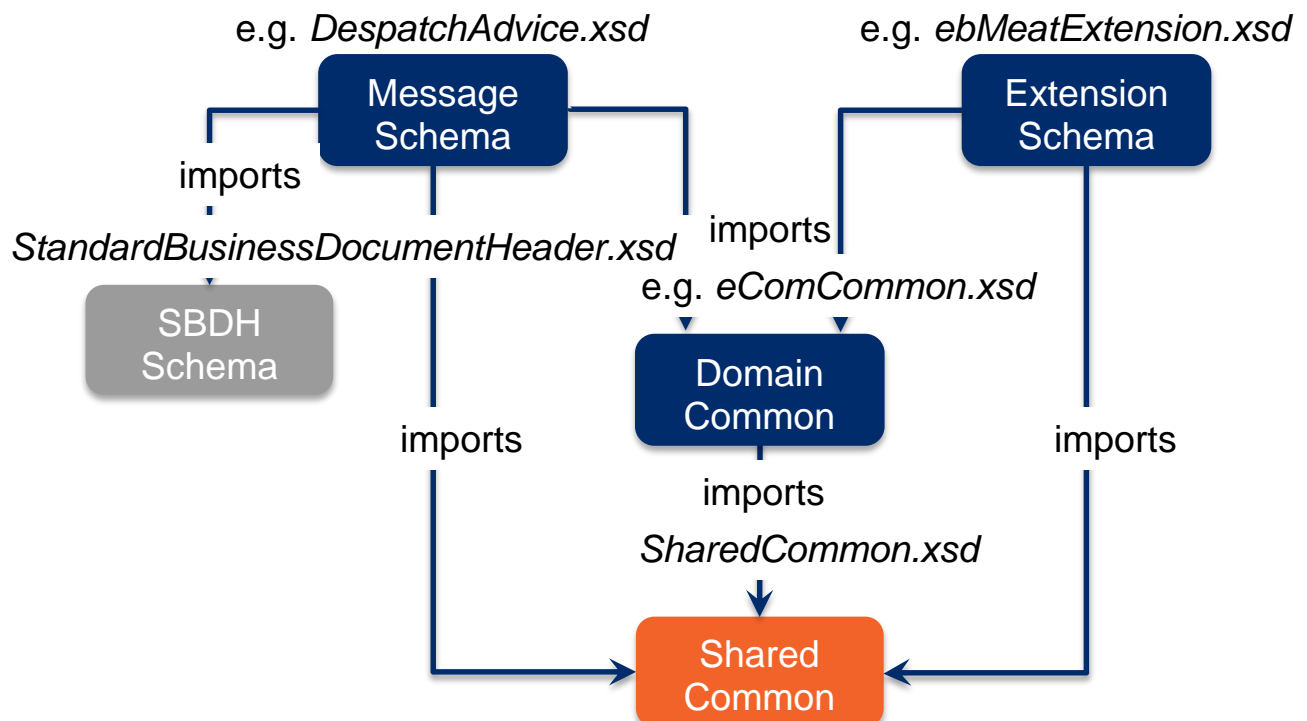 e.g. DespatchAdvice.xsd
e.g. ebMeatExtension.xsd
Message
Schema
Extension
Schema
imports
imports
StandardBusinessDocumentHeader.xsd
e.g. eComCommon.xsd
SBDH
Schema
Domain
Common
imports
imports
imports
SharedCommon.xsd
Shared
Common